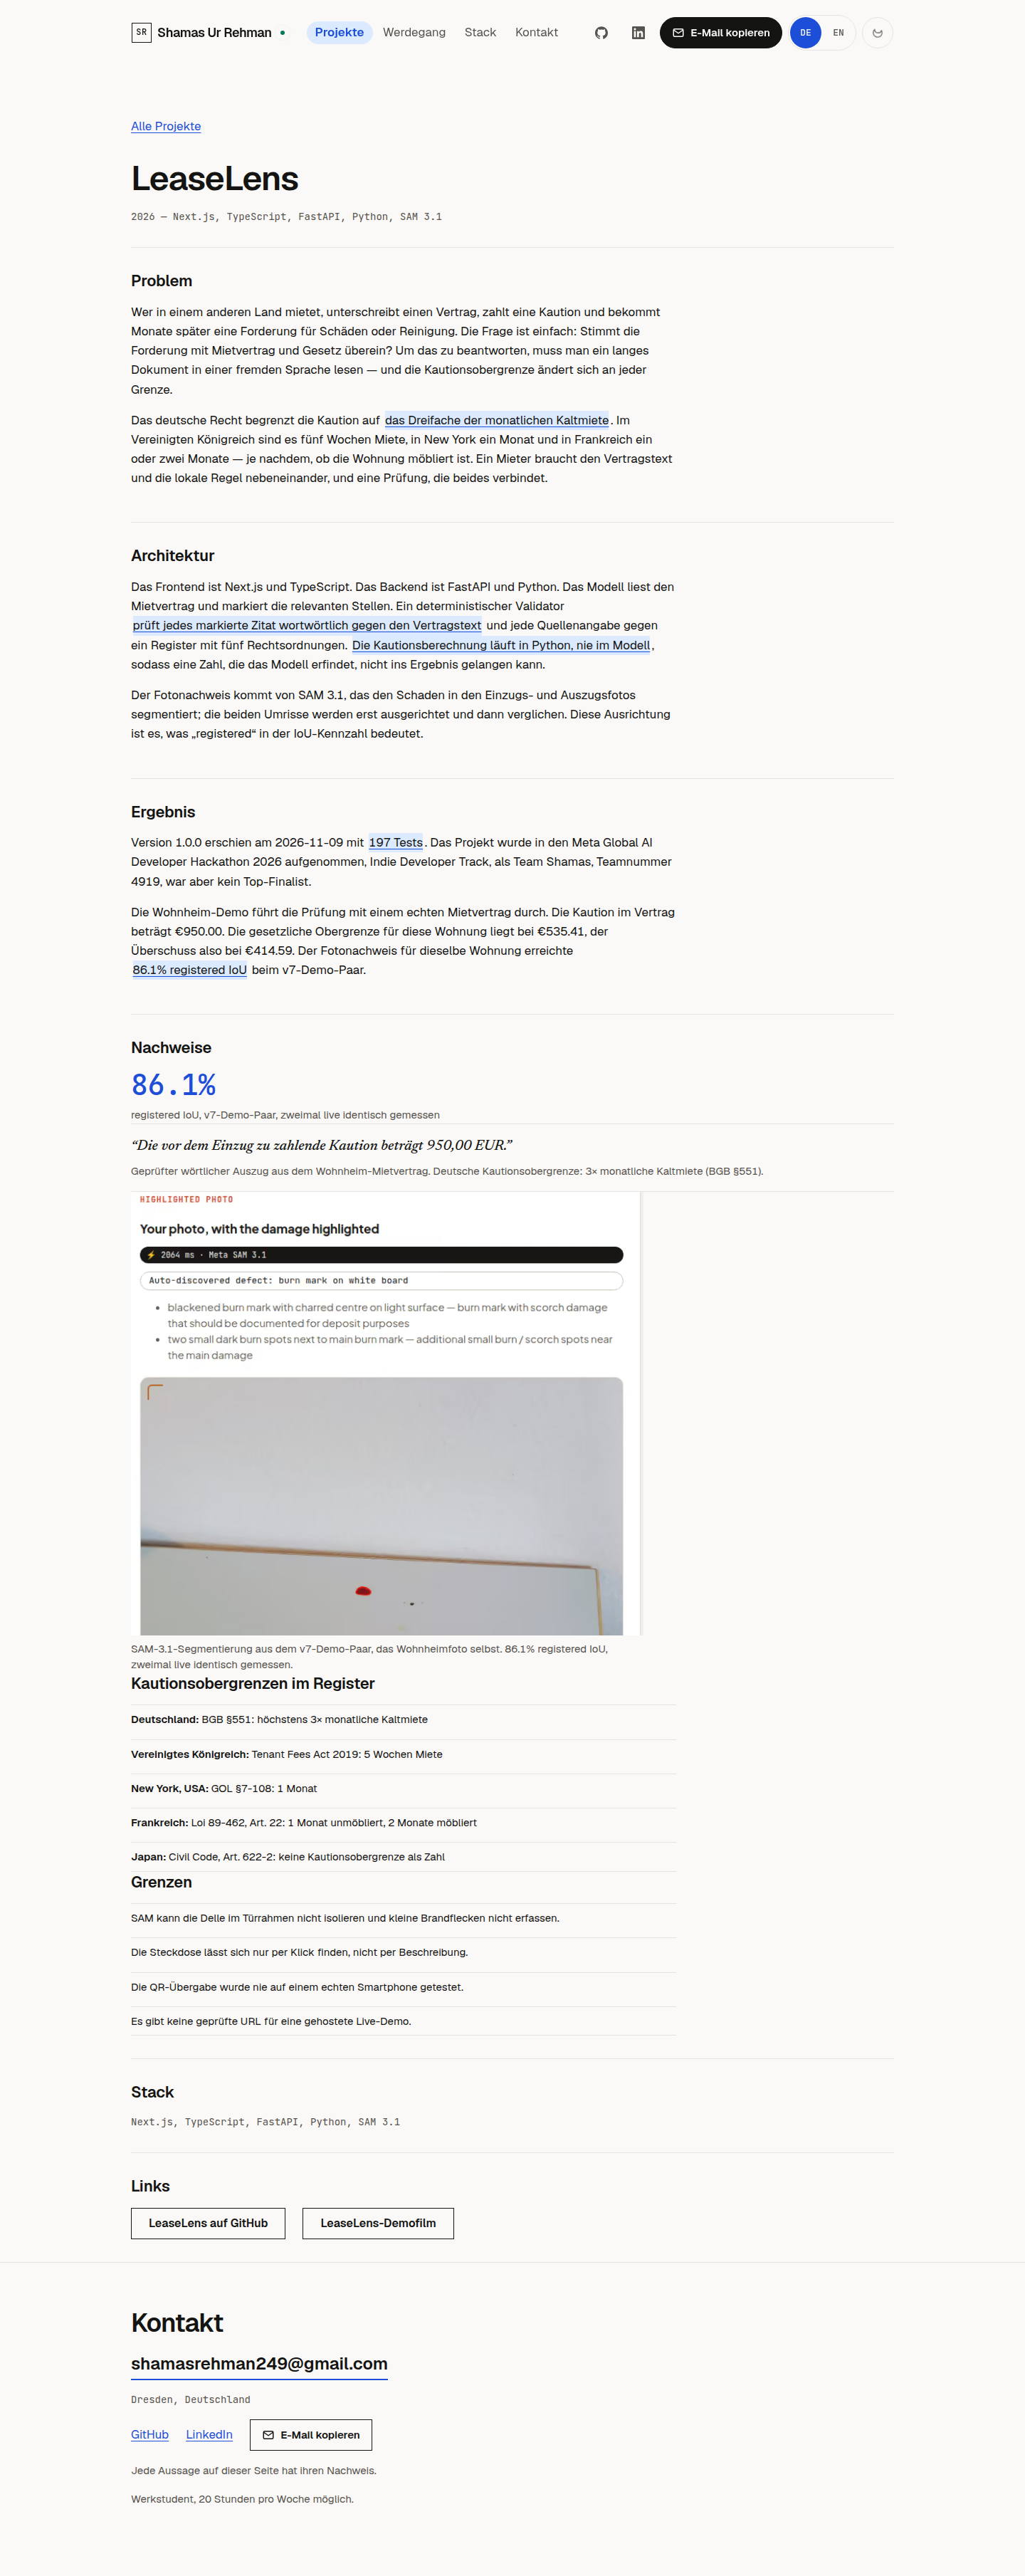 SR Shamas Ur Rehman Projekte Werdegang Stack Kontakt E-Mail kopieren DE EN
Alle Projekte
LeaseLens
2026 — Next.js, TypeScript, FastAPI, Python, SAM 3.1
Problem
Wer in einem anderen Land mietet, unterschreibt einen Vertrag, zahlt eine Kaution und bekommt
Monate später eine Forderung für Schäden oder Reinigung. Die Frage ist einfach: Stimmt die
Forderung mit Mietvertrag und Gesetz überein? Um das zu beantworten, muss man ein langes
Dokument in einer fremden Sprache lesen — und die Kautionsobergrenze ändert sich an jeder
Grenze.
Das deutsche Recht begrenzt die Kaution auf das Dreifache der monatlichen Kaltmiete. Im
Vereinigten Königreich sind es fünf Wochen Miete, in New York ein Monat und in Frankreich ein
oder zwei Monate — je nachdem, ob die Wohnung möbliert ist. Ein Mieter braucht den Vertragstext
und die lokale Regel nebeneinander, und eine Prüfung, die beides verbindet.
Architektur
Das Frontend ist Next.js und TypeScript. Das Backend ist FastAPI und Python. Das Modell liest den
Mietvertrag und markiert die relevanten Stellen. Ein deterministischer Validator
prüft jedes markierte Zitat wortwörtlich gegen den Vertragstext und jede Quellenangabe gegen
ein Register mit fünf Rechtsordnungen. Die Kautionsberechnung läuft in Python, nie im Modell,
sodass eine Zahl, die das Modell erfindet, nicht ins Ergebnis gelangen kann.
Der Fotonachweis kommt von SAM 3.1, das den Schaden in den Einzugs- und Auszugsfotos
segmentiert; die beiden Umrisse werden erst ausgerichtet und dann verglichen. Diese Ausrichtung
ist es, was „registered“ in der IoU-Kennzahl bedeutet.
Ergebnis
Version 1.0.0 erschien am 2026-11-09 mit 197 Tests. Das Projekt wurde in den Meta Global AI
Developer Hackathon 2026 aufgenommen, Indie Developer Track, als Team Shamas, Teamnummer
4919, war aber kein Top-Finalist.
Die Wohnheim-Demo führt die Prüfung mit einem echten Mietvertrag durch. Die Kaution im Vertrag
beträgt €950.00. Die gesetzliche Obergrenze für diese Wohnung liegt bei €535.41, der
Überschuss also bei €414.59. Der Fotonachweis für dieselbe Wohnung erreichte
86.1% registered IoU beim v7-Demo-Paar.
Nachweise
86.1%
registered IoU, v7-Demo-Paar, zweimal live identisch gemessen
“Die vor dem Einzug zu zahlende Kaution beträgt 950,00 EUR.”
Geprüfter wörtlicher Auszug aus dem Wohnheim-Mietvertrag. Deutsche Kautionsobergrenze: 3× monatliche Kaltmiete (BGB §551).
HIGHLIGHTED PHOTO
Your photo, with the damage highlighted
⚡ 2064 ms · Meta SAM 3.1
Auto-discovered defect: burn mark on white board
• blackened burn mark with charred centre on light surface — burn mark with scorch damage
that should be documented for deposit purposes
• two small dark burn spots next to main burn mark — additional small burn / scorch spots near
the main damage
SAM-3.1-Segmentierung aus dem v7-Demo-Paar, das Wohnheimfoto selbst. 86.1% registered IoU,
zweimal live identisch gemessen.
Kautionsobergrenzen im Register
Deutschland: BGB §551: höchstens 3× monatliche Kaltmiete
Vereinigtes Königreich: Tenant Fees Act 2019: 5 Wochen Miete
New York, USA: GOL §7-108: 1 Monat
Frankreich: Loi 89-462, Art. 22: 1 Monat unmöbliert, 2 Monate möbliert
Japan: Civil Code, Art. 622-2: keine Kautionsobergrenze als Zahl
Grenzen
SAM kann die Delle im Türrahmen nicht isolieren und kleine Brandflecken nicht erfassen.
Die Steckdose lässt sich nur per Klick finden, nicht per Beschreibung.
Die QR-Übergabe wurde nie auf einem echten Smartphone getestet.
Es gibt keine geprüfte URL für eine gehostete Live-Demo.
Stack
Next.js, TypeScript, FastAPI, Python, SAM 3.1
Links
LeaseLens auf GitHub LeaseLens-Demofilm
Kontakt
shamasrehman249@gmail.com
Dresden, Deutschland
GitHub LinkedIn E-Mail kopieren
Jede Aussage auf dieser Seite hat ihren Nachweis.
Werkstudent, 20 Stunden pro Woche möglich.